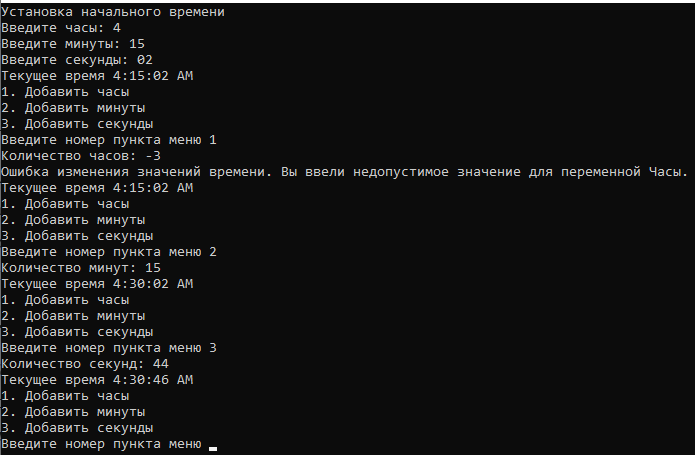 Установка начального времени
Введите часы: 4
Введите минуты: 15
Введите секунды: 02
Текущее время 4:15:02 AM
1. Добавить часы
2. Добавить минуты
3. Добавить секунды
Введите номер пункта меню 1
Количество часов: -3
Ошибка изменения значений времени. Вы ввели недопустимое значение для переменной Часы.
Текущее время 4:15:02 AM
1. Добавить часы
2. Добавить минуты
3. Добавить секунды
Введите номер пункта меню 2
Количество минут: 15
Текущее время 4:30:02 AM
1. Добавить часы
2. Добавить минуты
3. Добавить секунды
Введите номер пункта меню 3
Количество секунд: 44
Текущее время 4:30:46 AM
1. Добавить часы
2. Добавить минуты
3. Добавить секунды
Введите номер пункта меню